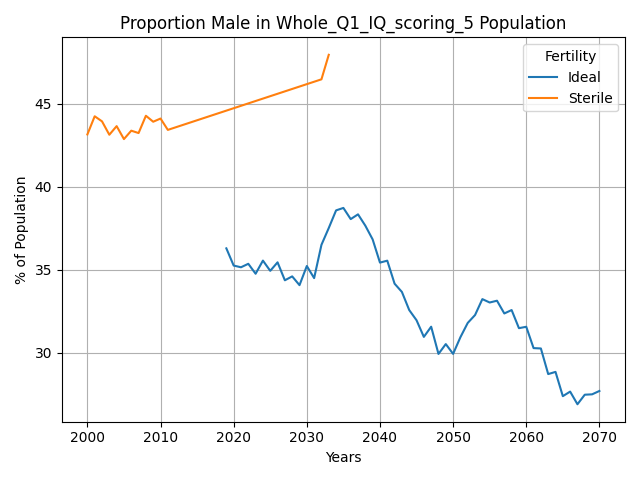 Proportion Male in Whole_Q1_IQ_scoring_5 Population
Fertility
Ideal
Sterile
% of Population
45
40
35
30
2000 2010 2020 2030 2040 2050 2060 2070
Years